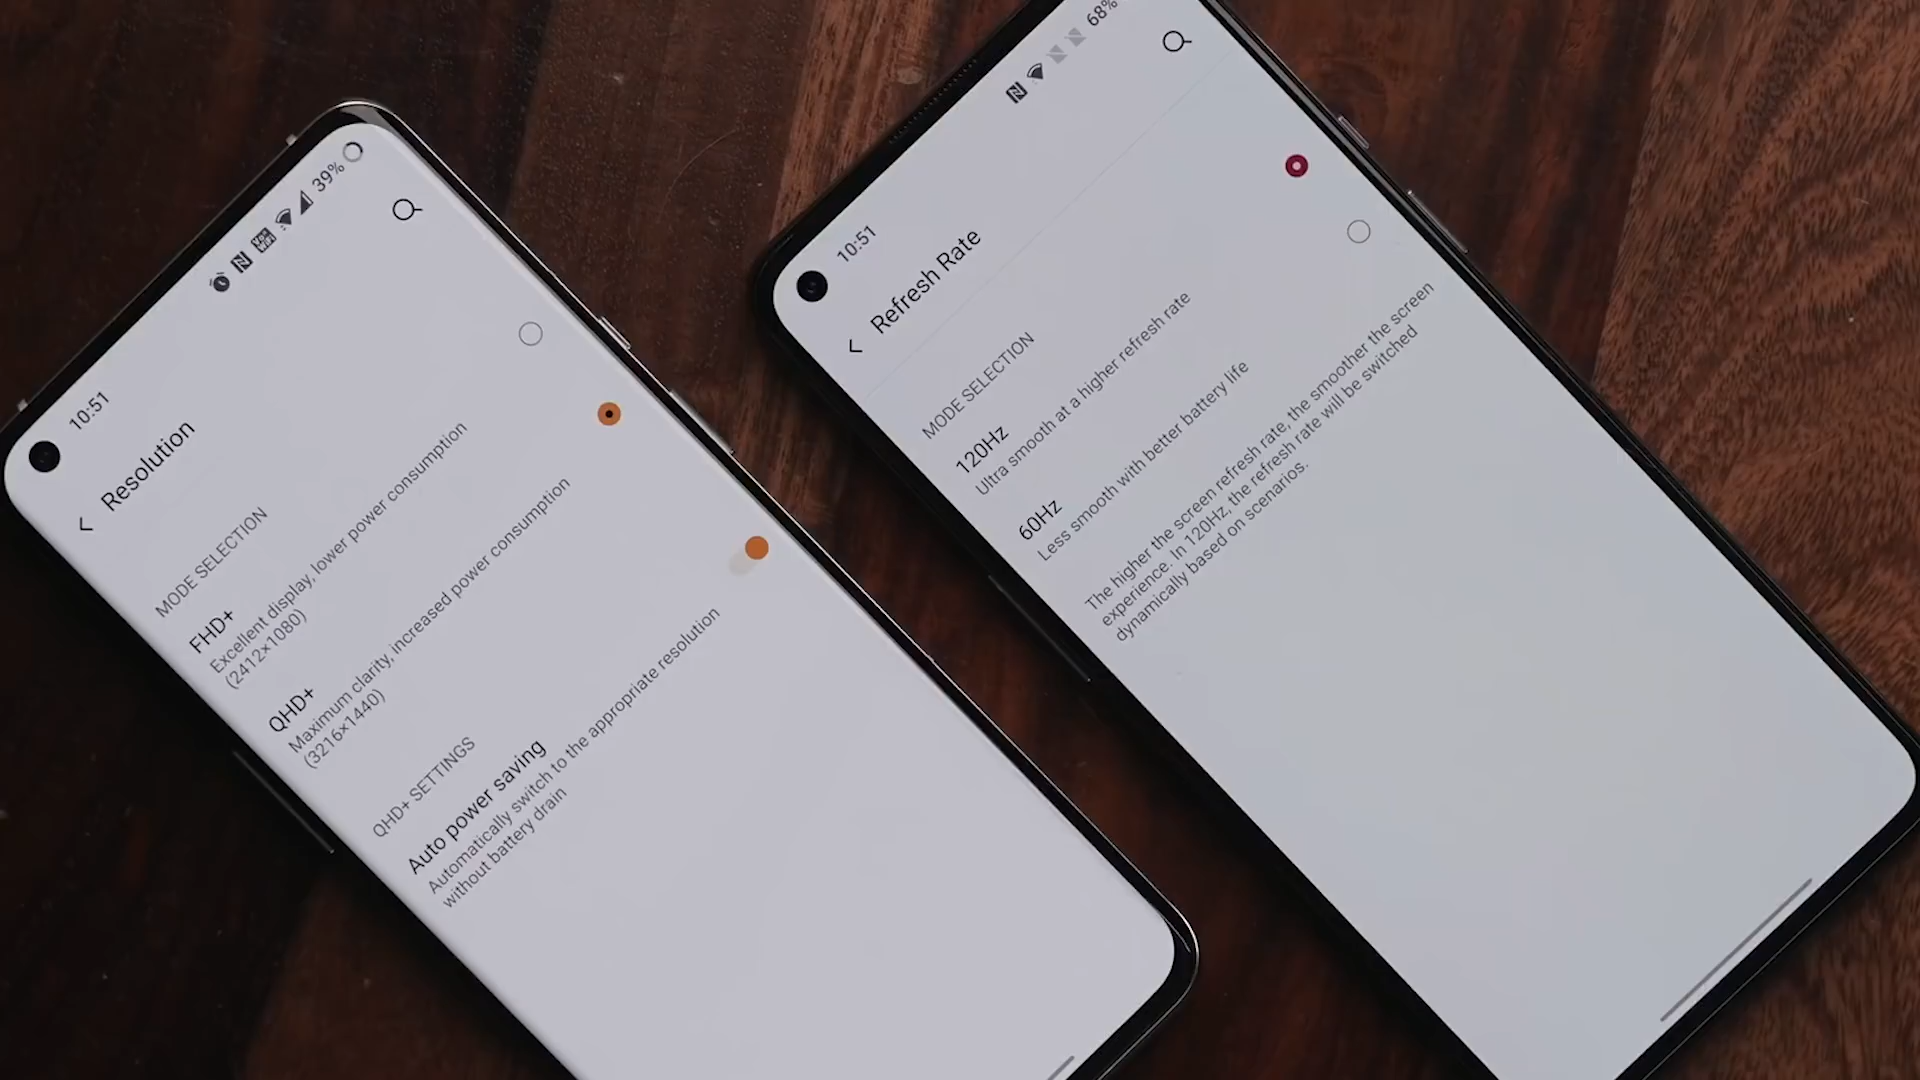 10:51
39%
Resolution
MODE SELECTION
FHD+
Excellent display, lower power consumption
(2412×1080)
QHD+
Maximum clarity, increased power consumption
(3216×1440)
QHD+ SETTINGS
Auto power saving
Automatically switch to the appropriate resolution
without battery drain
10:51
68%
Refresh Rate
MODE SELECTION
120Hz
Ultra smooth at a higher refresh rate
60Hz
Less smooth with better battery life
The higher the screen refresh rate, the smoother the screen
experience. In 120Hz, the refresh rate will be switched
dynamically based on scenarios.